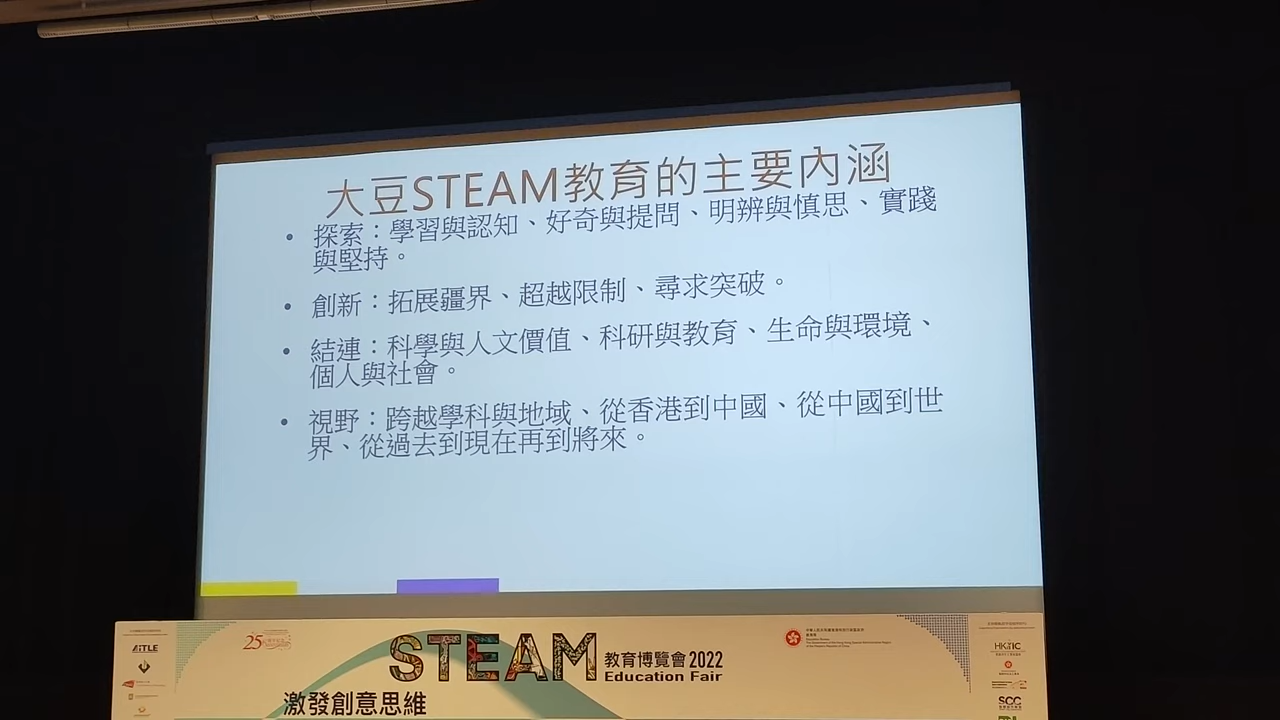 大豆STEAM教育的主要內涵
• 探索：學習與認知、好奇與提問、明辨與慎思、實踐
與堅持。
• 創新：拓展疆界、超越限制、尋求突破。
• 結連：科學與人文價值、科研與教育、生命與環境、
個人與社會。
• 視野：跨越學科與地域、從香港到中國、從中國到世
界、從過去到現在再到將來。
AiTLE
25
STEAM
教育博覽會2022
Education Fair
激發創意思維
SCC